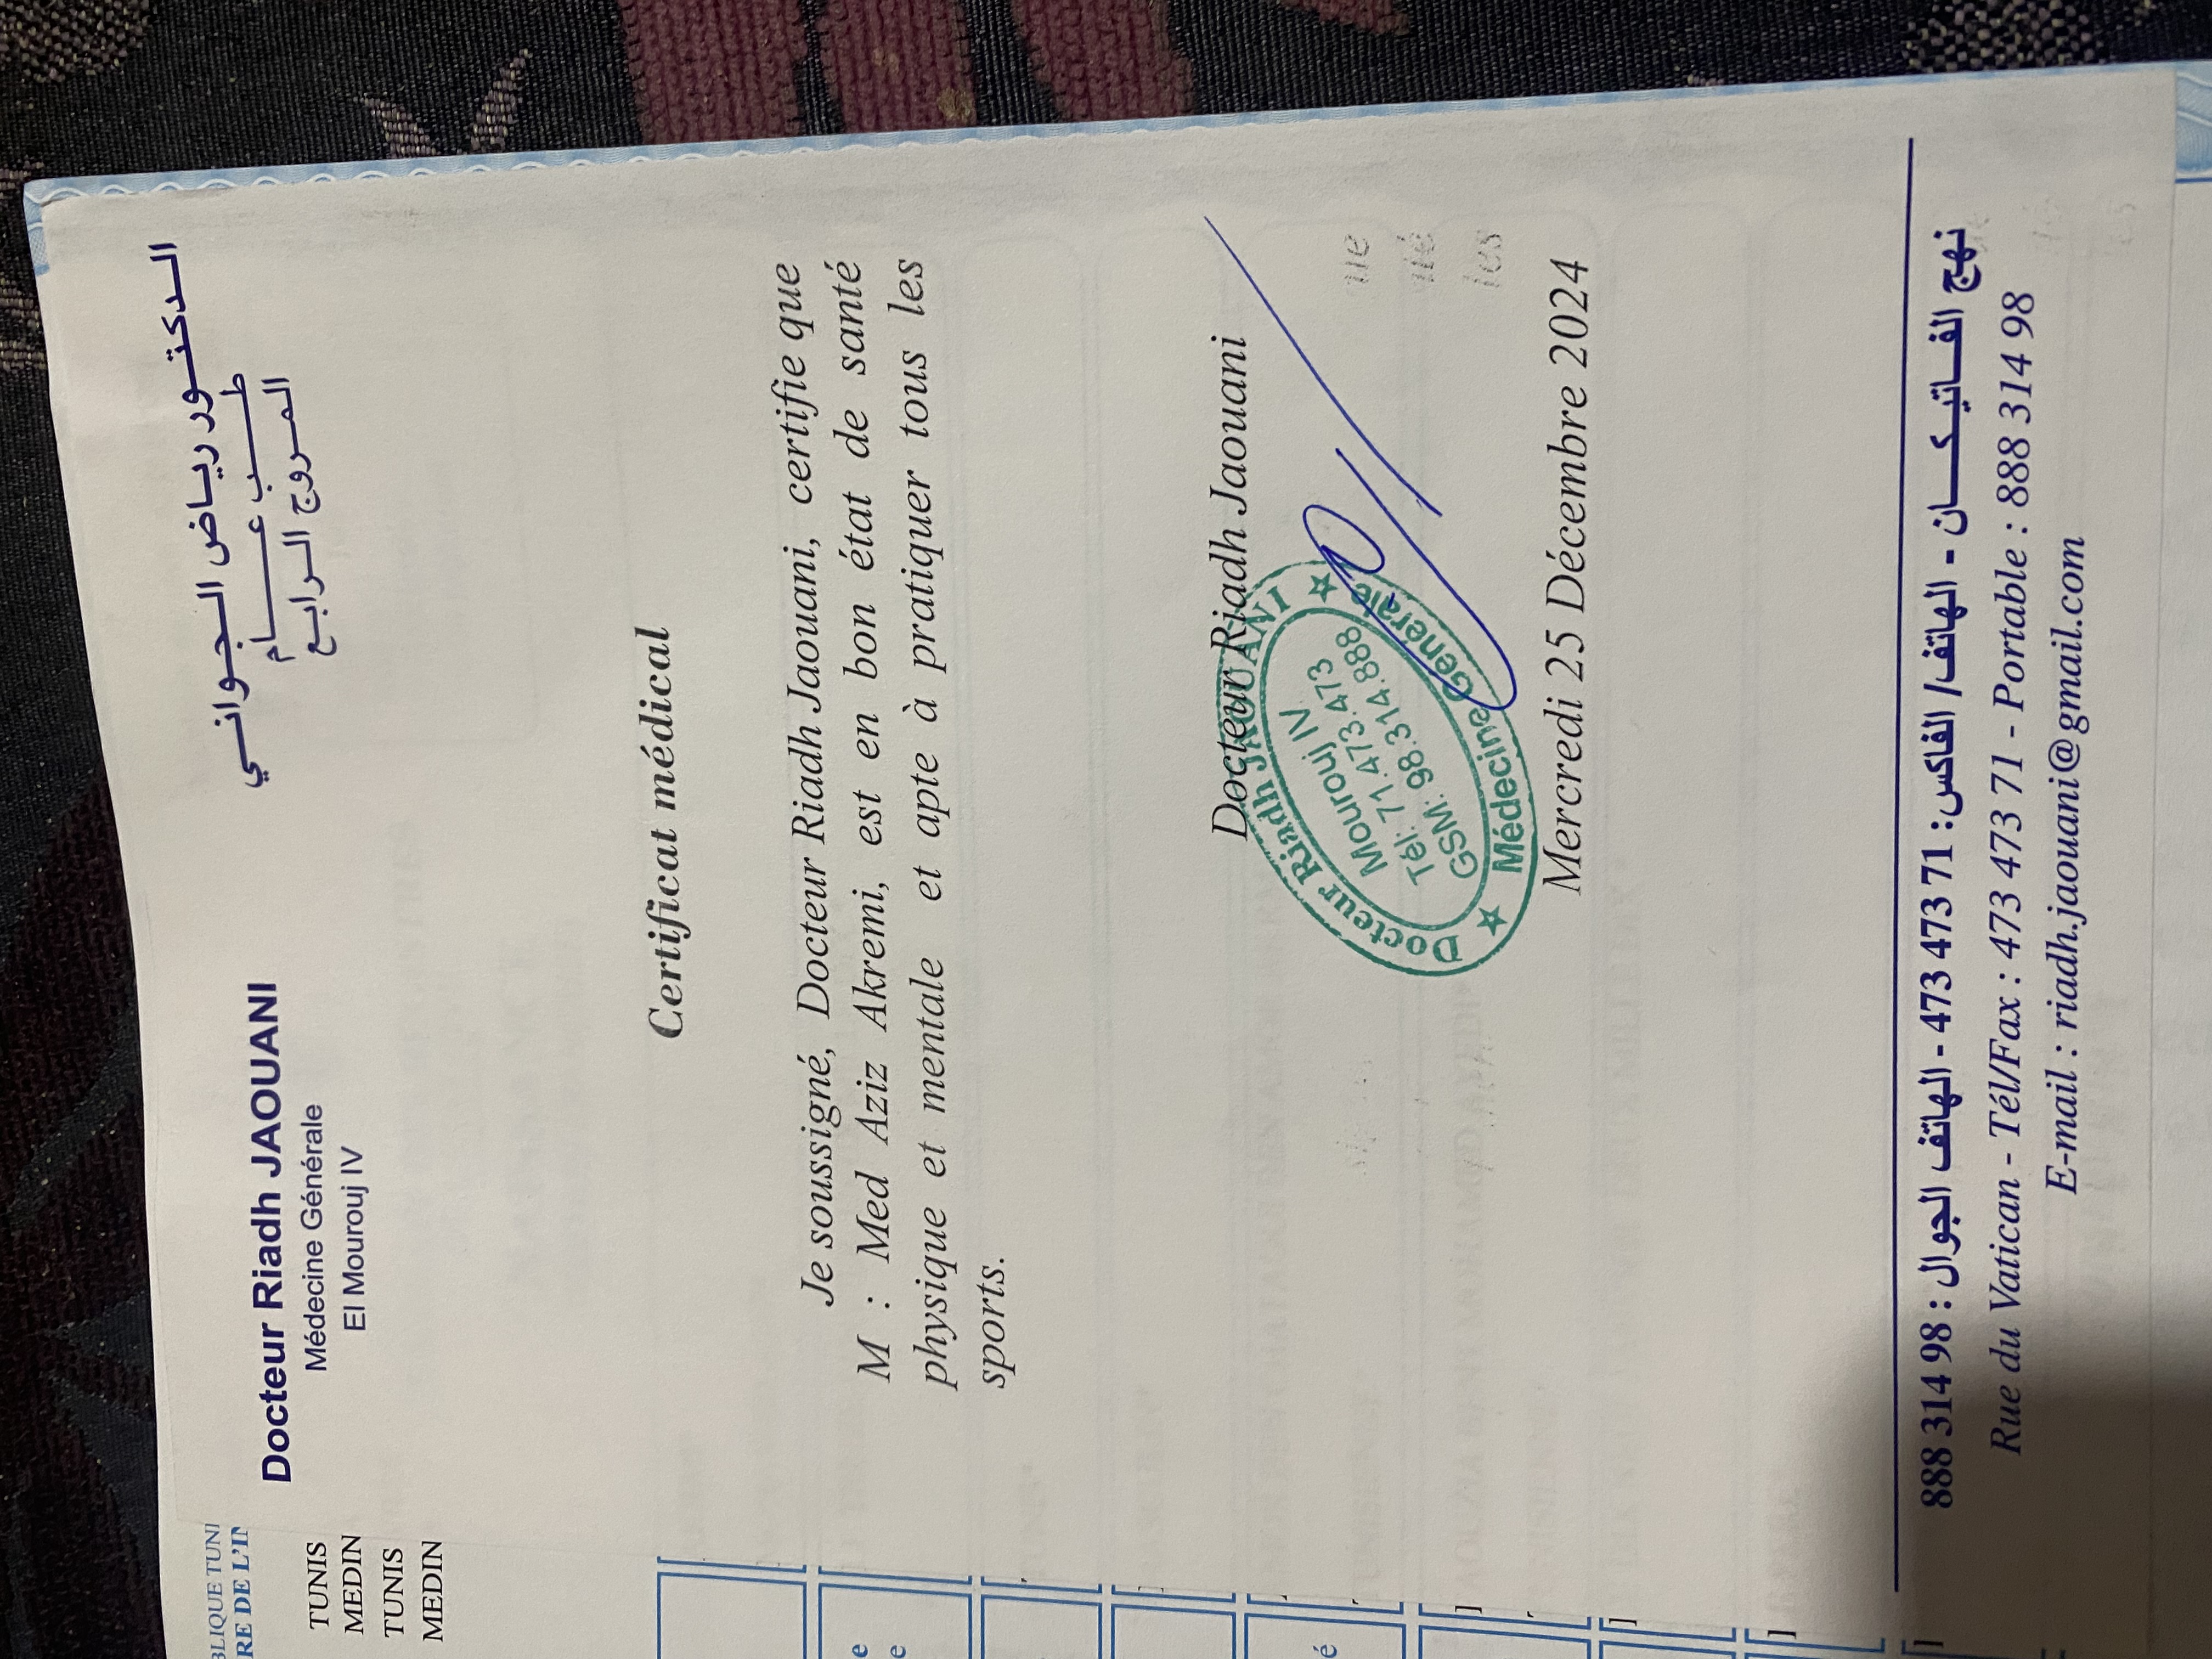 Docteur Riadh JAOUANI
Médecine Générale
El Mourouj IV
الدكتور رياض الجواني
طب عام
المروج الرابع
Certificat médical
Je soussigné, Docteur Riadh Jaouani, certifie que
M : Med Aziz Akremi, est en bon état de santé
physique et mentale et apte à pratiquer tous les
sports.
Docteur Riadh Jaouani
Docteur Riadh JAOUANI
Mourouj IV
Tél: 71.473.473
GSM: 98.314.888
Médecine Générale
Mercredi 25 Décembre 2024
نهج الفاتيكان - الهاتف/ الفاكس: 71 473 473 - الهاتف الجوال : 98 314 888
Rue du Vatican - Tél/Fax : 473 473 71 - Portable : 888 314 98
E-mail : riadh.jaouani@gmail.com
BLIQUE TUNI
RE DE L'IN
TUNIS
MEDIN
TUNIS
MEDIN
ue
ité
les
e
e
é